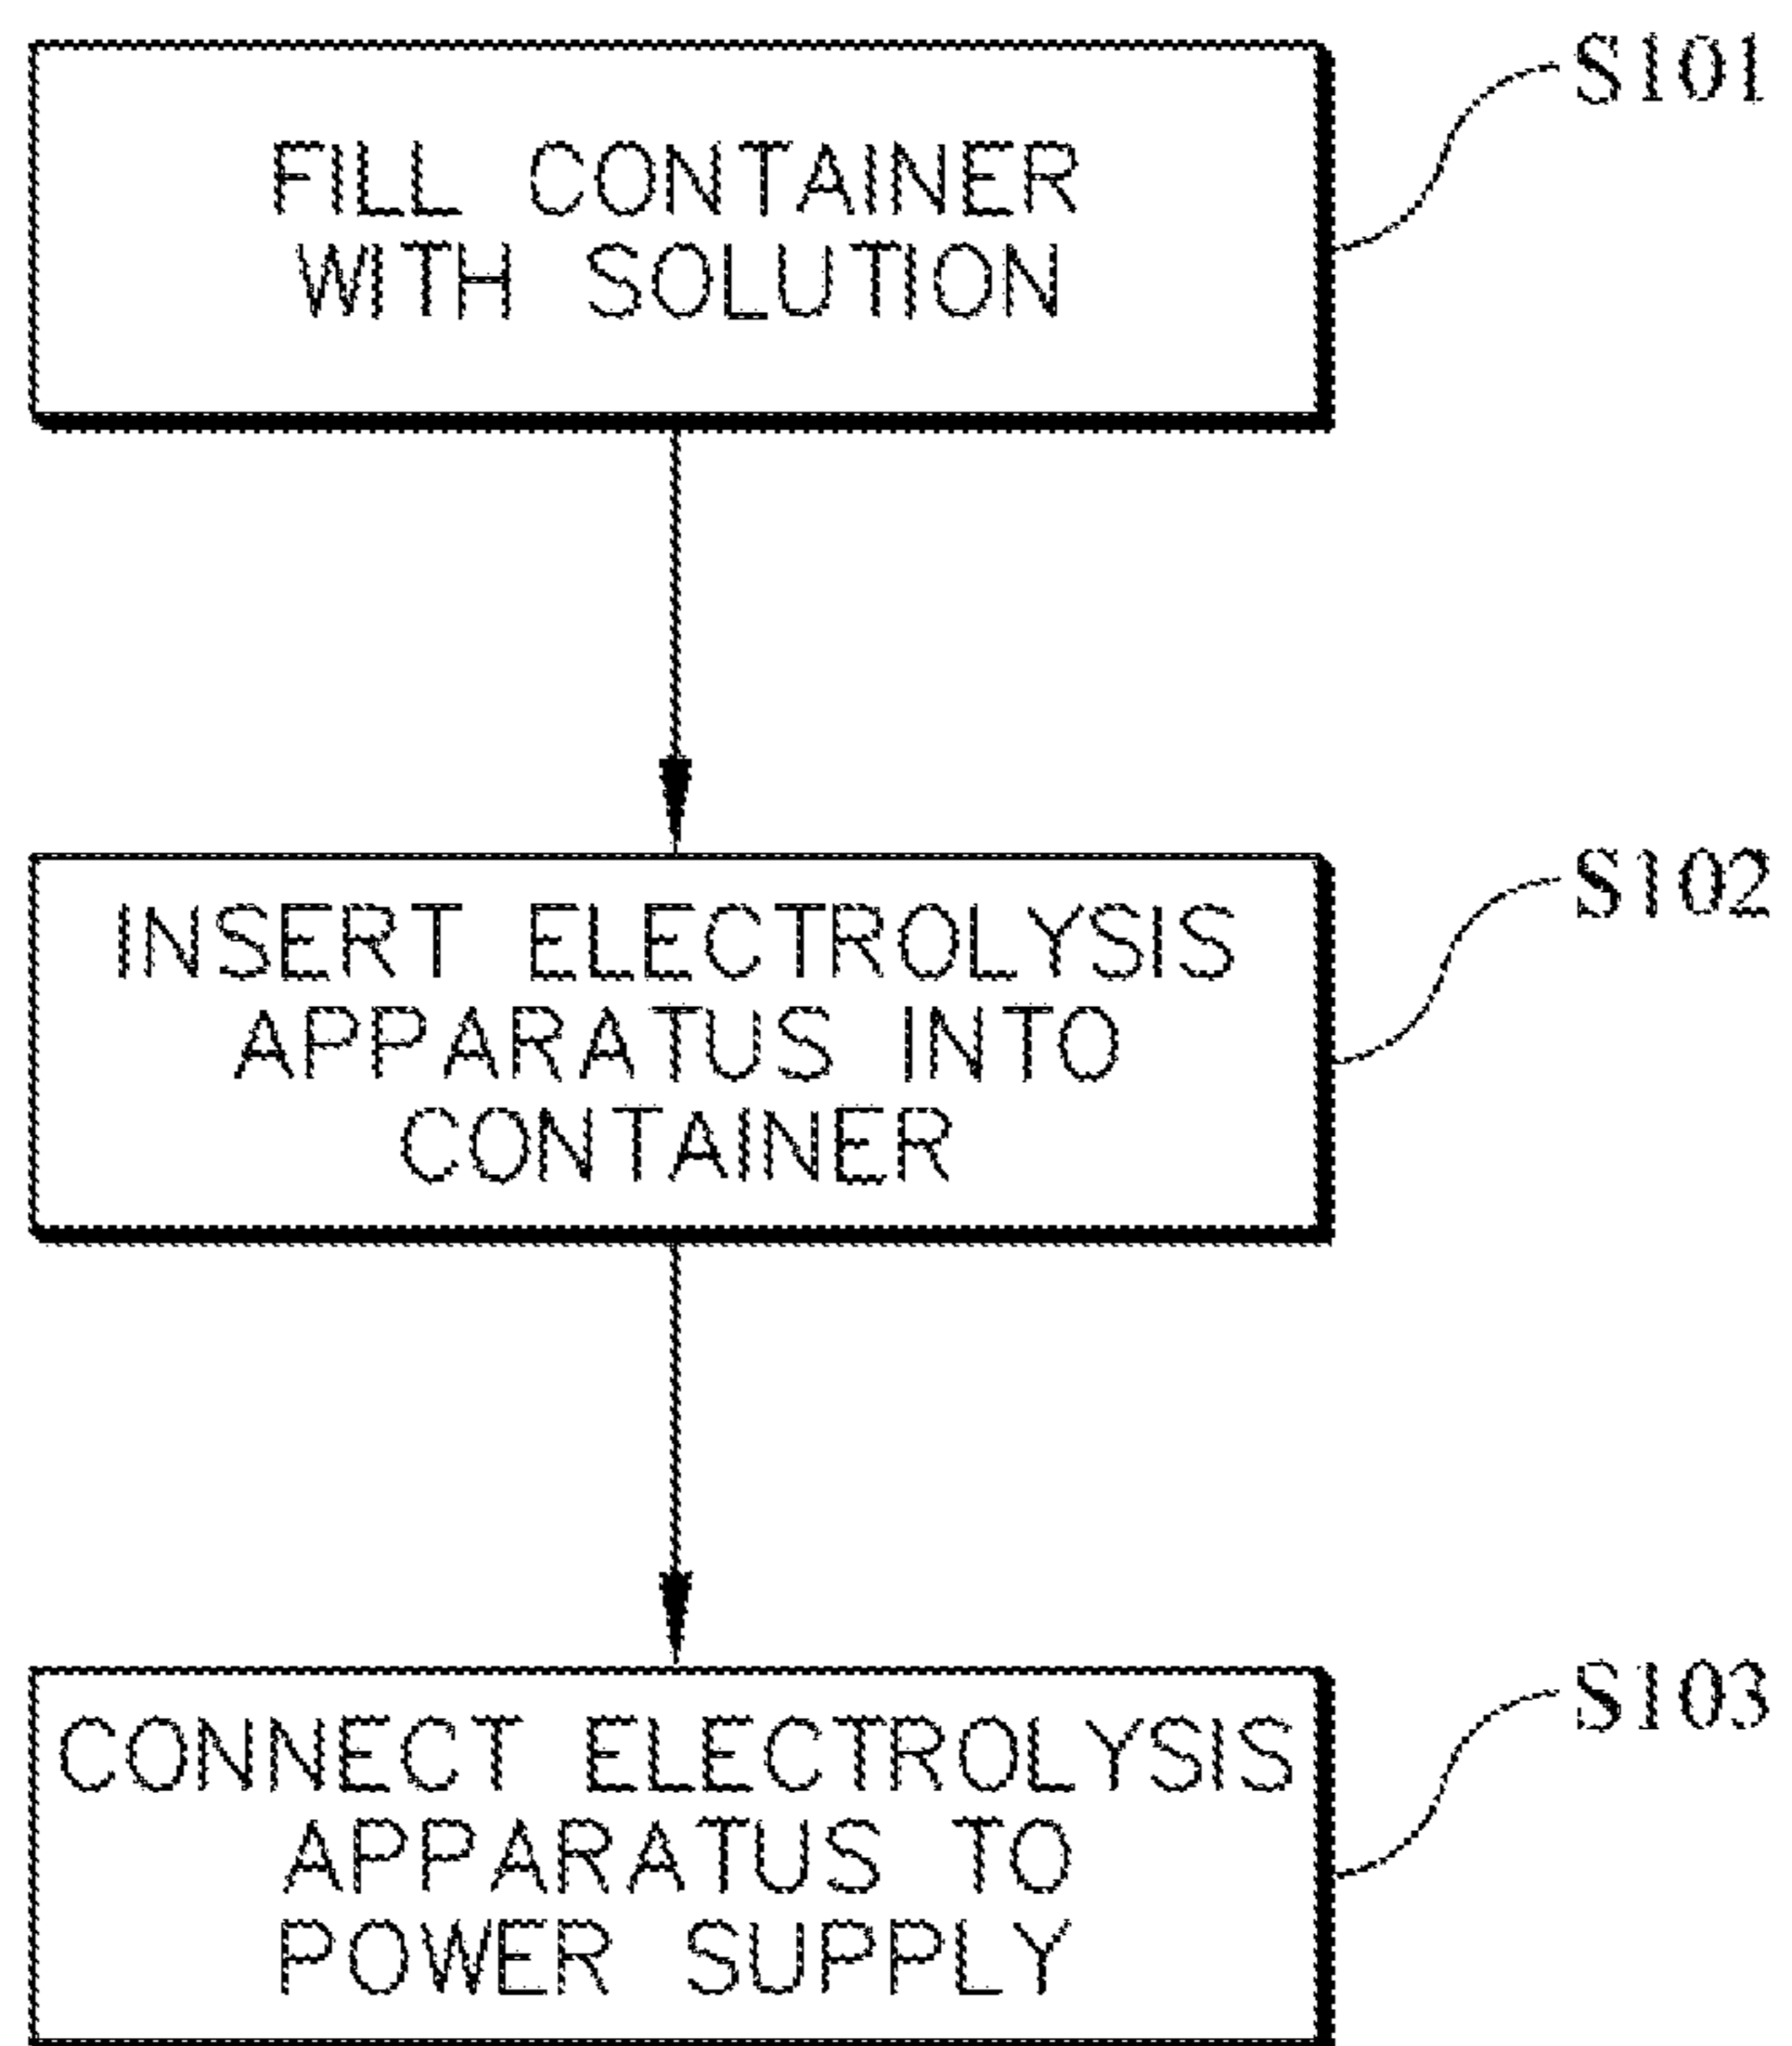 S101
FILL CONTAINER
WITH SOLUTION
S102
INSERT ELECTROLYSIS
APPARATUS INTO
CONTAINER
S103
CONNECT ELECTROLYSIS
APPARATUS TO
POWER SUPPLY